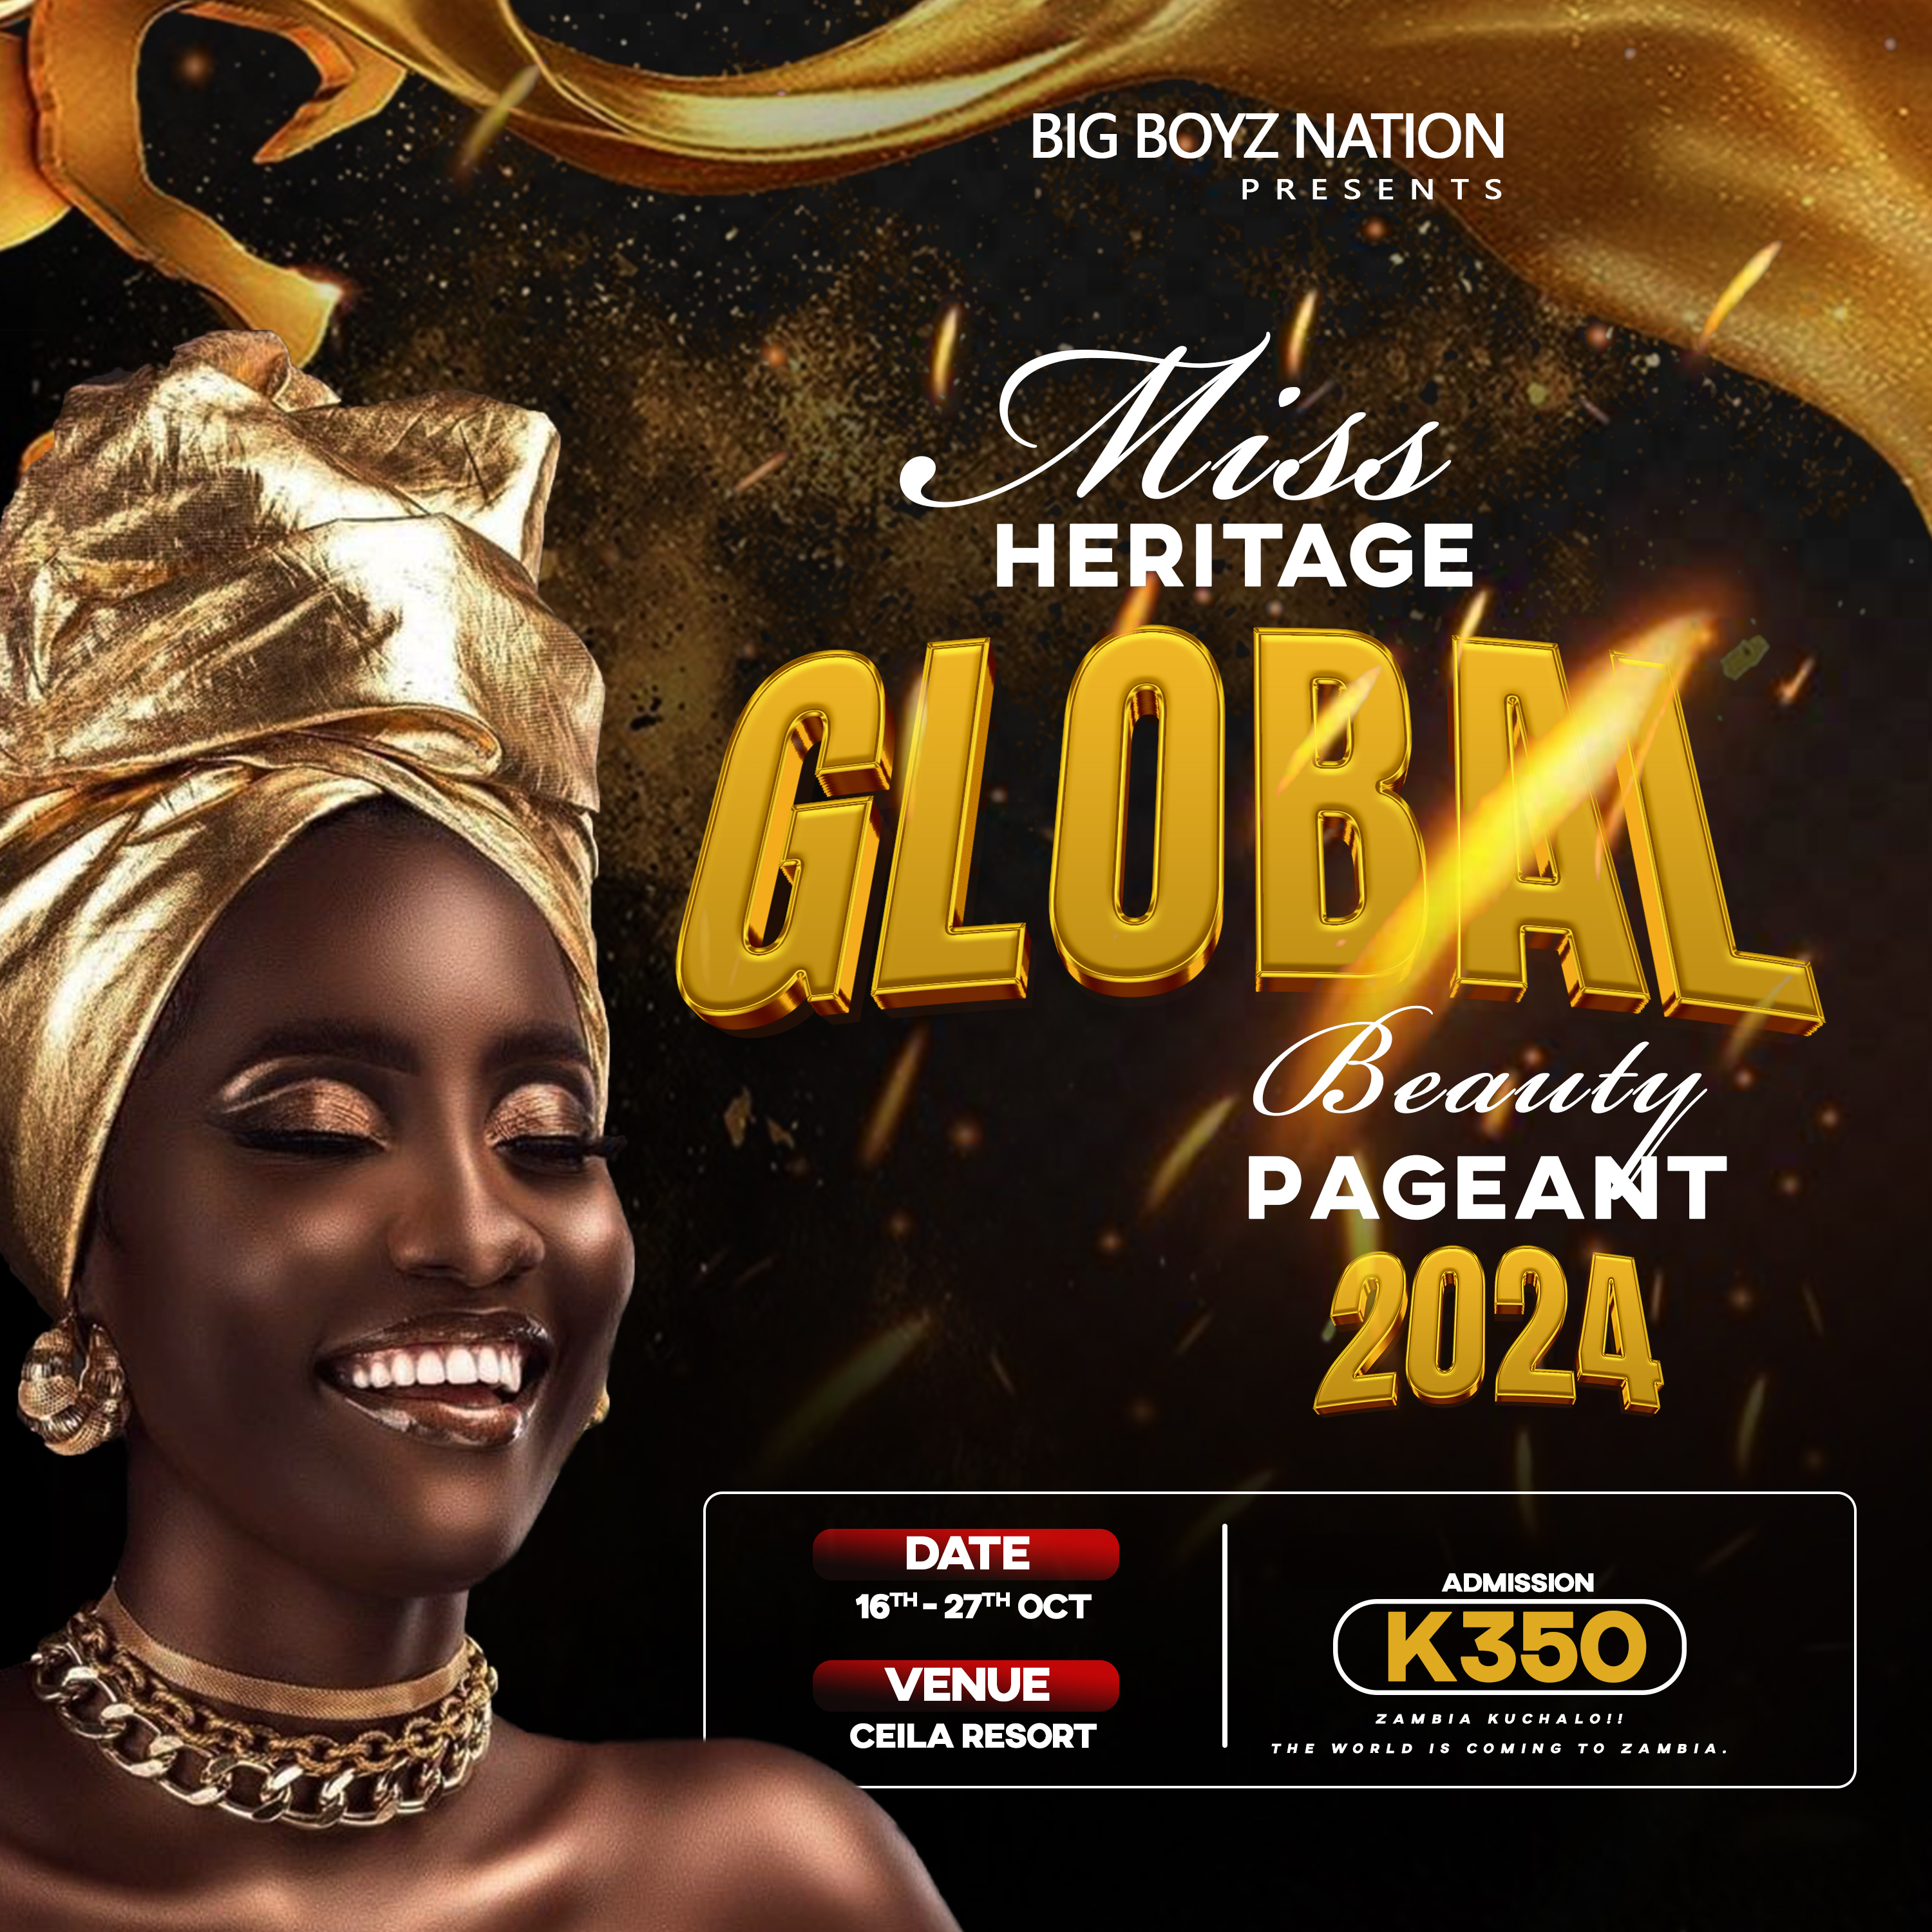 BIG BOYZ NATION
PRESENTS
Miss
HERITAGE
GLOBAL
Beauty
PAGEANT
2024
DATE
16TH - 27TH OCT
VENUE
CEILA RESORT
ADMISSION
K350
ZAMBIA KUCHALO!!
THE WORLD IS COMING TO ZAMBIA.